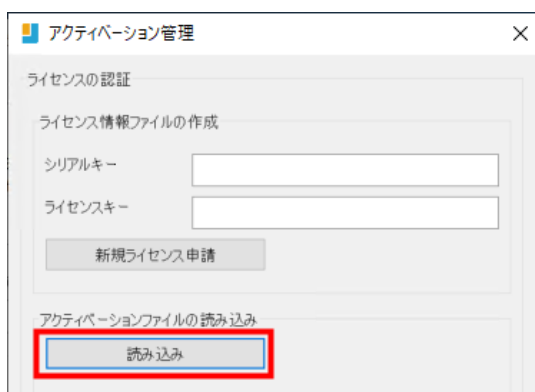 アクティベーション管理
ライセンスの認証
ライセンス情報ファイルの作成
シリアルキー
ライセンスキー
新規ライセンス申請
アクティベーションファイルの読み込み
読み込み